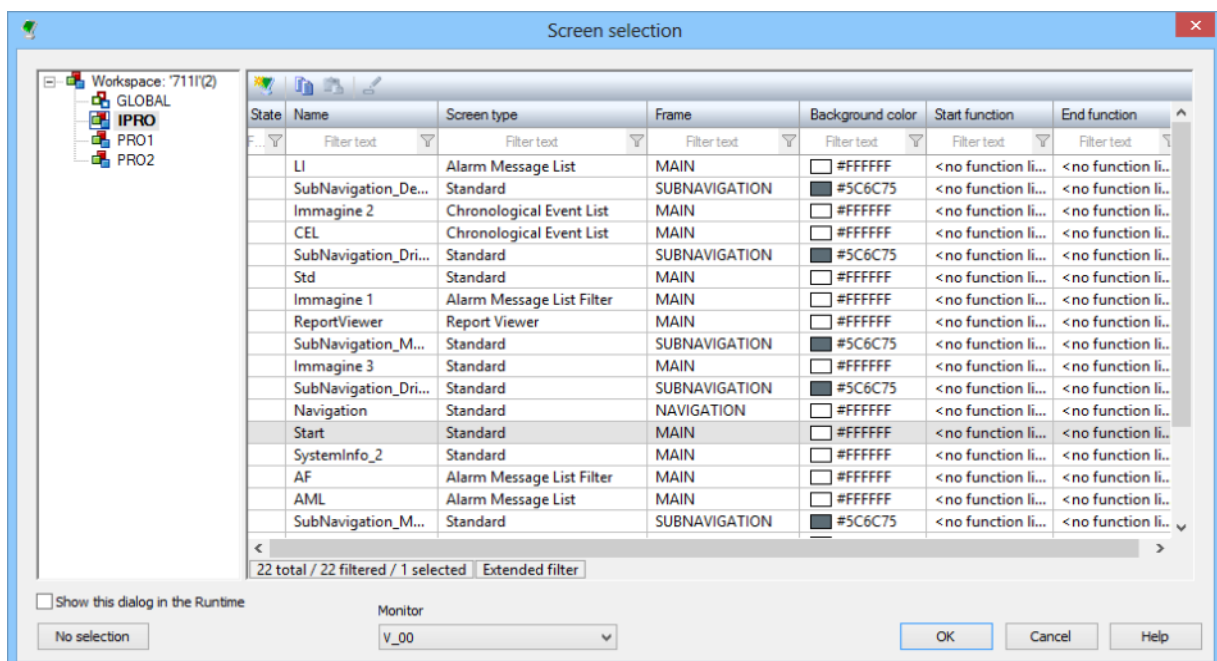 Screen selection
Workspace: '711I'(2)
GLOBAL
IPRO
PRO1
PRO2
State Name Screen type Frame Background color Start function End function
F... Filter text Filter text Filter text Filter text Filter text Filter text
LI Alarm Message List MAIN #FFFFFF <no function li... <no function li...
SubNavigation_De... Standard SUBNAVIGATION #5C6C75 <no function li... <no function li...
Immagine 2 Chronological Event List MAIN #FFFFFF <no function li... <no function li...
CEL Chronological Event List MAIN #FFFFFF <no function li... <no function li...
SubNavigation_Dri... Standard SUBNAVIGATION #5C6C75 <no function li... <no function li...
Std Standard MAIN #FFFFFF <no function li... <no function li...
Immagine 1 Alarm Message List Filter MAIN #FFFFFF <no function li... <no function li...
ReportViewer Report Viewer MAIN #FFFFFF <no function li... <no function li...
SubNavigation_M... Standard SUBNAVIGATION #5C6C75 <no function li... <no function li...
Immagine 3 Standard MAIN #FFFFFF <no function li... <no function li...
SubNavigation_Dri... Standard SUBNAVIGATION #5C6C75 <no function li... <no function li...
Navigation Standard NAVIGATION #FFFFFF <no function li... <no function li...
Start Standard MAIN #FFFFFF <no function li... <no function li...
SystemInfo_2 Standard MAIN #FFFFFF <no function li... <no function li...
AF Alarm Message List Filter MAIN #FFFFFF <no function li... <no function li...
AML Alarm Message List MAIN #FFFFFF <no function li... <no function li...
SubNavigation_M... Standard SUBNAVIGATION #5C6C75 <no function li... <no function li...
22 total / 22 filtered / 1 selected Extended filter
Show this dialog in the Runtime
Monitor
No selection V_00 OK Cancel Help